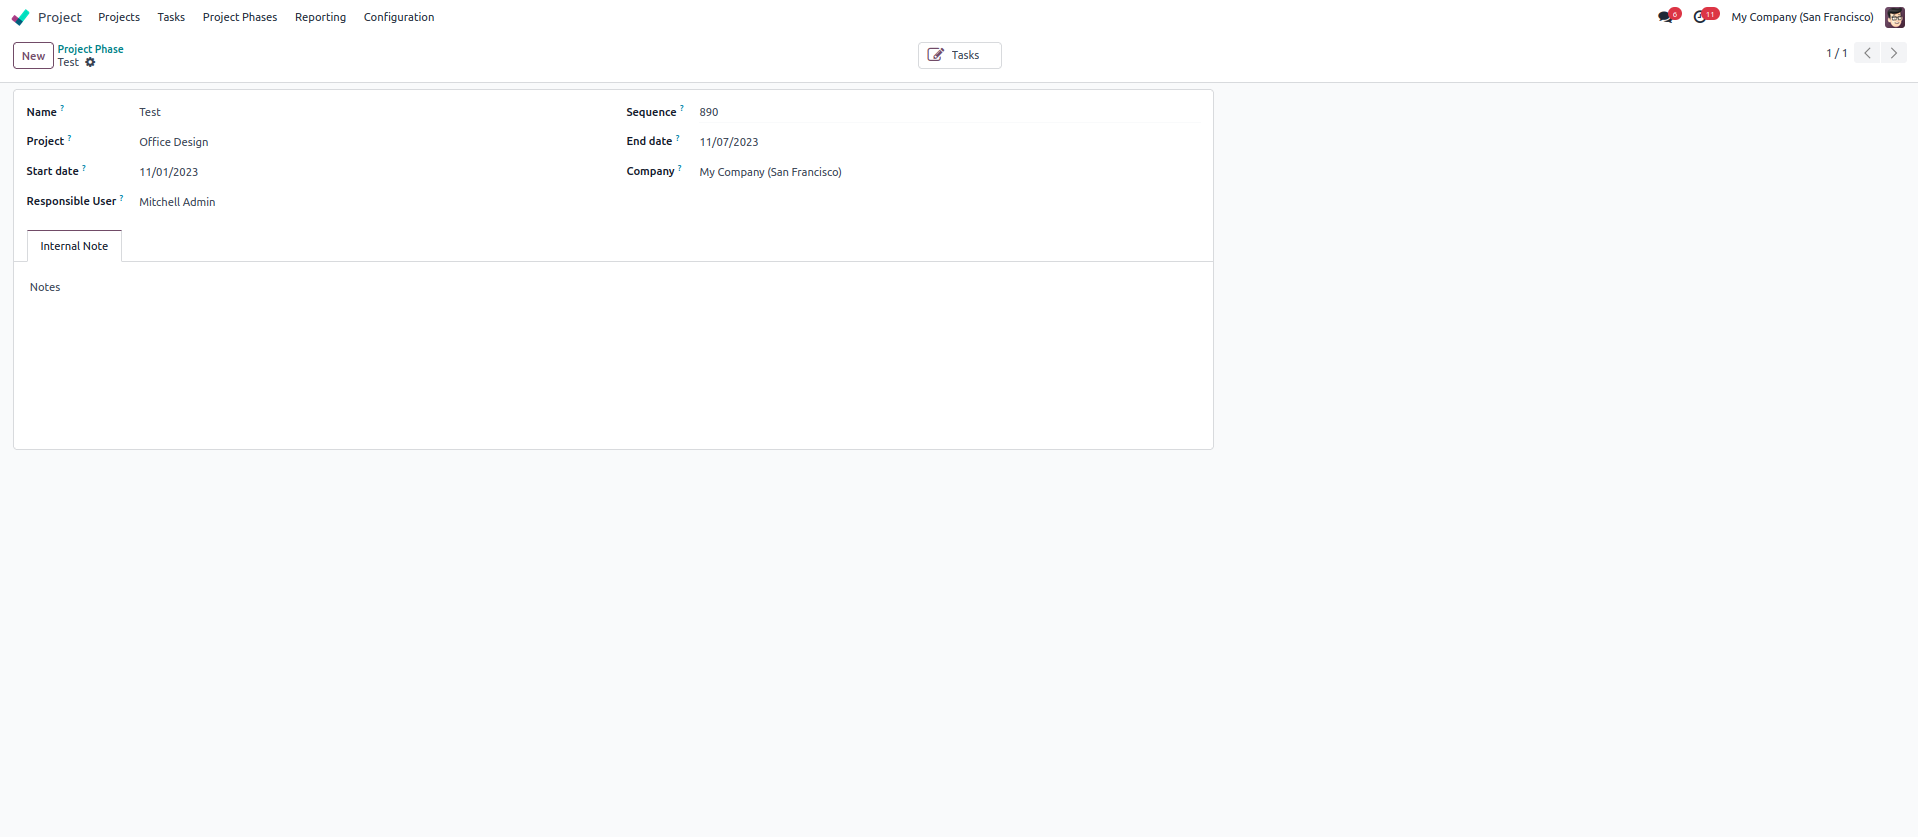 Project Projects Tasks Project Phases Reporting Configuration 6 11 My Company (San Francisco)
New Project Phase Tasks 1 / 1
Test
Name ? Test Sequence ? 890
Project ? Office Design End date ? 11/07/2023
Start date ? 11/01/2023 Company ? My Company (San Francisco)
Responsible User ? Mitchell Admin
Internal Note
Notes